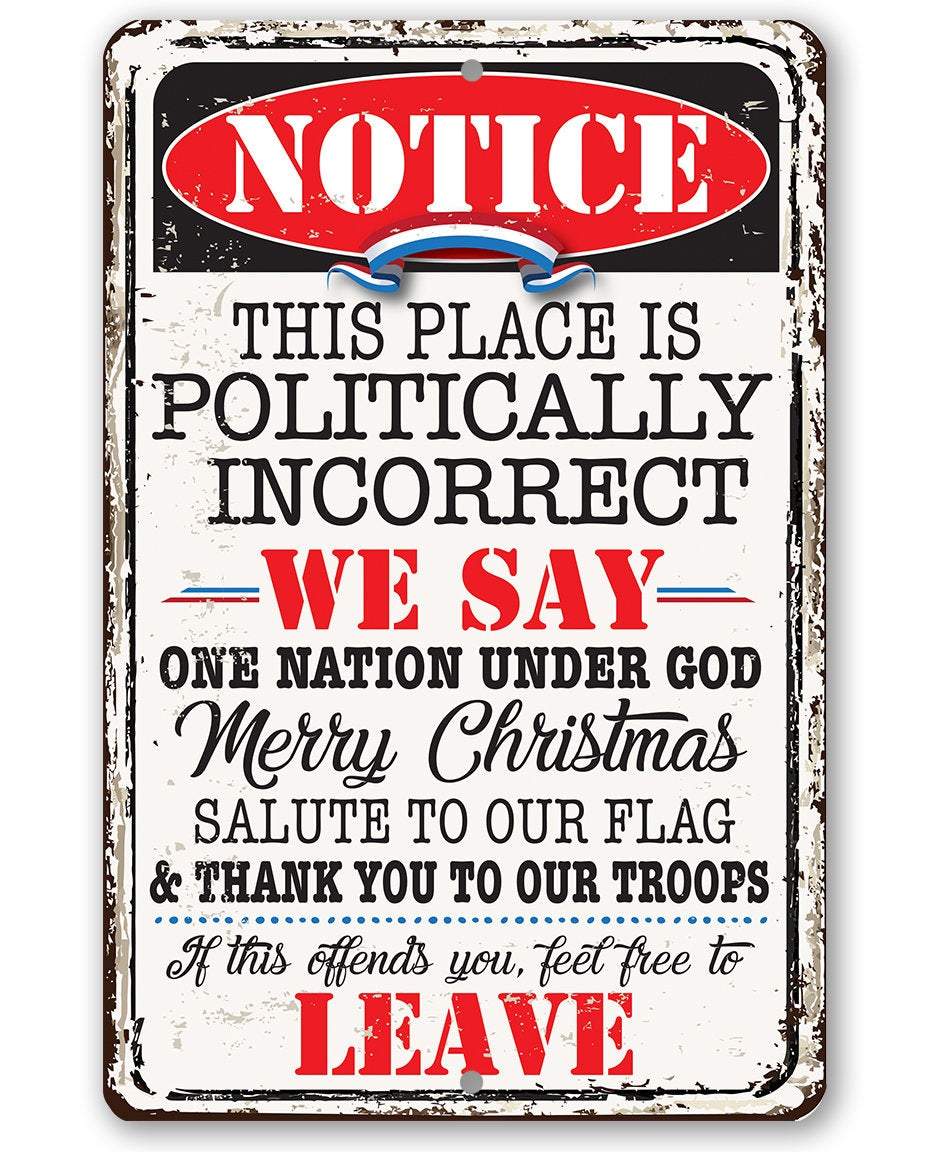 NOTICE
THIS PLACE IS
POLITICALLY
INCORRECT
WE SAY
ONE NATION UNDER GOD
Merry Christmas
SALUTE TO OUR FLAG
& THANK YOU TO OUR TROOPS
If this offends you, feel free to
LEAVE